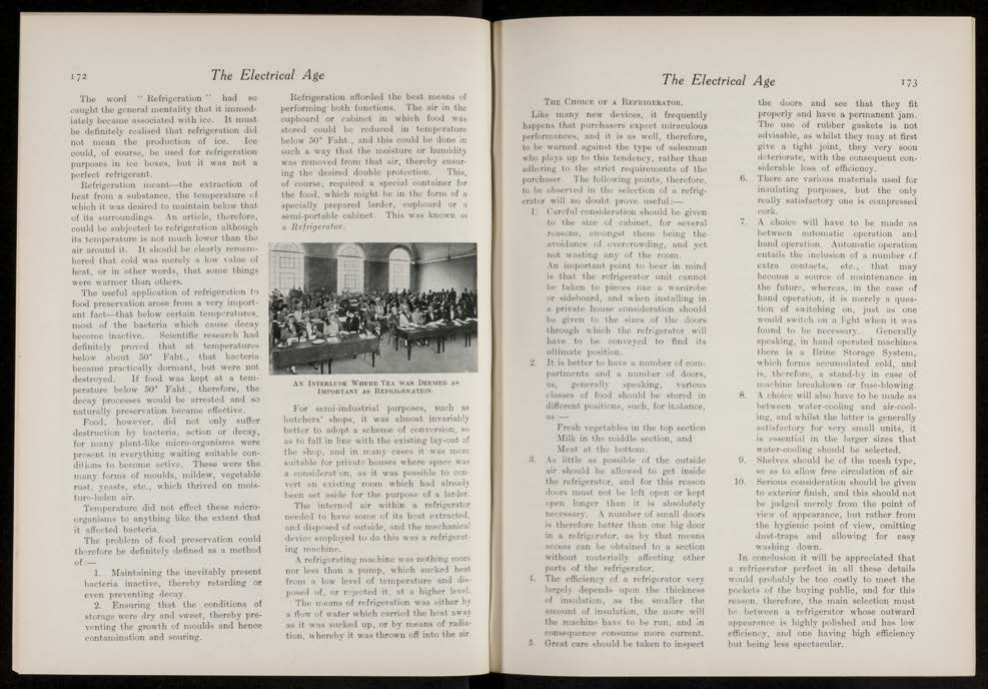 172
The Electrical Age
The word " Refrigeration " had so
caught the general mentality that it immed-
iately became associated with ice. It must
be definitely realised that refrigeration did
not mean the production of ice. Ice
could, of course, be used for refrigeration
purposes in ice boxes, but it was not a
perfect refrigerant.
Refrigeration meant—the extraction of
heat from a substance, the temperature of
which it was desired to maintain below that
of its surroundings. An article, therefore,
could be subjected to refrigeration although
its temperature is not much lower than the
air around it. It should be clearly remem-
bered that cold was merely a low value of
heat, or in other words, that some things
were warmer than others.
The useful application of refrigeration to
food preservation arose from a very import-
ant fact—that below certain temperatures,
most of the bacteria which cause decay
become inactive. Scientific research had
definitely proved that at temperatures
below about 50° Faht., that bacteria
became practically dormant, but were not
destroyed. If food was kept at a tem-
perature below 50° Faht., therefore, the
decay processes would be arrested and so
naturally preservation became effective.
Food, however, did not only suffer
destruction by bacteria, action or decay,
for many plant-like micro-organisms were
present in everything waiting suitable con-
ditions to become active. These were the
many forms of moulds, mildew, vegetable
rust, yeasts, etc., which thrived on mois-
ture-laden air.
Temperature did not effect these micro-
organisms to anything like the extent that
it affected bacteria.
The problem of food preservation could
therefore be definitely defined as a method
of :—
1. Maintaining the inevitably present
bacteria inactive, thereby retarding or
even preventing decay.
2. Ensuring that the conditions of
storage were dry and sweet, thereby pre-
venting the growth of moulds and hence
contamination and souring.
Refrigeration afforded the best means of
performing both functions. The air in the
cupboard or cabinet in which food was
stored could be reduced in temperature
below 50° Faht., and this could be done in
such a way that the moisture or humidity
was removed from that air, thereby ensur-
ing the desired double protection. This,
of course, required a special container for
the food, which might be in the form of a
specially prepared larder, cupboard or a
semi-portable cabinet. This was known as
a Refrigerator.
AN INTERLUDE WHERE TEA WAS DEEMED AS
IMPORTANT AS REFRIGERATION.
For semi-industrial purposes, such as
butchers' shops, it was almost invariably
better to adopt a scheme of conversion, so
as to fall in line with the existing lay-out of
the shop, and in many cases it was more
suitable for private houses where space was
a consideration, as it was possible to con-
vert an existing room which had already
been set aside for the purpose of a larder.
The interned air within a refrigerator
needed to have some of its heat extracted,
and disposed of outside, and the mechanical
device employed to do this was a refrigerat-
ing machine.
A refrigerating machine was nothing more
nor less than a pump, which sucked heat
from a low level of temperature and dis-
posed of, or rejected it, at a higher level.
The means of refrigeration was either by
a flow of water which carried the heat away
as it was sucked up, or by means of radia-
tion, whereby it was thrown off into the air.
The Electrical Age
173
THE CHOICE OF A REFRIGERATOR.
Like many new devices, it frequently
happens that purchasers expect miraculous
performances, and it is as well, therefore,
to be warned against the type of salesman
who plays up to this tendency, rather than
adhering to the strict requirements of the
purchaser. The following points, therefore,
to be observed in the selection of a refrig-
erator will no doubt prove useful :—
1. Careful consideration should be given
to the size of cabinet, for several
reasons, amongst them being the
avoidance of overcrowding, and yet
not wasting any of the room.
An important point to bear in mind
is that the refrigerator unit cannot
be taken to pieces like a wardrobe
or sideboard, and when installing in
a private house consideration should
be given to the sizes of the doors
through which the refrigerator will
have to be conveyed to find its
ultimate position.
2. It is better to have a number of com-
partments and a number of doors,
as, generally speaking, various
classes of food should be stored in
different positions, such, for instance,
as :—
Fresh vegetables in the top section
Milk in the middle section, and
Meat at the bottom.
3. As little as possible of the outside
air should be allowed to get inside
the refrigerator, and for this reason
doors must not be left open or kept
open longer than it is absolutely
necessary. A number of small doors
is therefore better than one big door
in a refrigerator, as by that means
access can be obtained to a section
without materially affecting other
parts of the refrigerator.
4. The efficiency of a refrigerator very
largely depends upon the thickness
of insulation, as the smaller the
amount of insulation, the more will
the machine have to be run, and in
consequence consume more current.
5. Great care should be taken to inspect
the doors and see that they fit
properly and have a permanent jam.
The use of rubber gaskets is not
advisable, as whilst they may at first
give a tight joint, they very soon
deteriorate, with the consequent con-
siderable loss of efficiency.
6. There are various materials used for
insulating purposes, but the only
really satisfactory one is compressed
cork.
7. A choice will have to be made as
between automatic operation and
hand operation. Automatic operation
entails the inclusion of a number of
extra contacts, etc., that may
become a source of maintenance in
the future, whereas, in the case of
hand operation, it is merely a ques-
tion of switching on, just as one
would switch on a light when it was
found to be necessary. Generally
speaking, in hand operated machines
there is a Brine Storage System,
which forms accumulated cold, and
is, therefore, a stand-by in case of
machine breakdown or fuse-blowing.
8. A choice will also have to be made as
between water-cooling and air-cool-
ing, and whilst the latter is generally
satisfactory for very small units, it
is essential in the larger sizes that
water-cooling should be selected.
9. Shelves should be of the mesh type,
so as to allow free circulation of air.
10. Serious consideration should be given
to exterior finish, and this should not
be judged merely from the point of
view of appearance, but rather from
the hygienic point of view, omitting
dust-traps and allowing for easy
washing down.
In conclusion it will be appreciated that
a refrigerator perfect in all these details
would probably be too costly to meet the
pockets of the buying public, and for this
reason, therefore, the main selection must
be between a refrigerator whose outward
appearance is highly polished and has low
efficiency, and one having high efficiency
but being less spectacular.